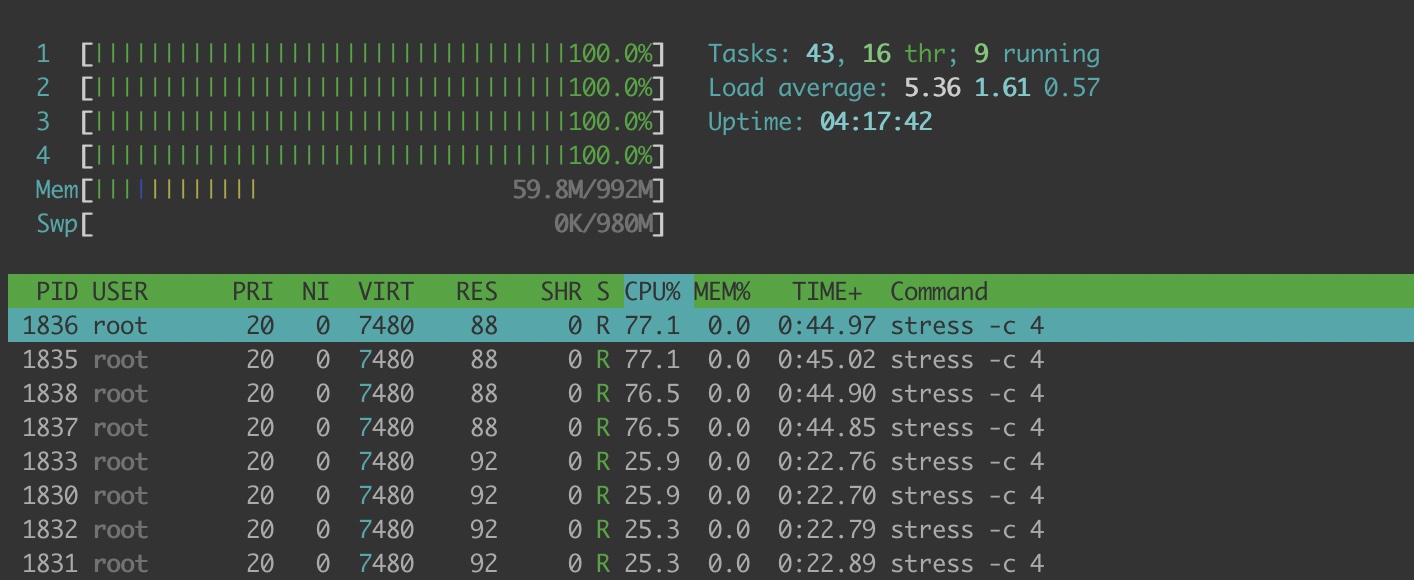 1 [||||||||||||||||||||||||||||||||||100.0%] Tasks: 43, 16 thr; 9 running
2 [||||||||||||||||||||||||||||||||||100.0%] Load average: 5.36 1.61 0.57
3 [||||||||||||||||||||||||||||||||||100.0%] Uptime: 04:17:42
4 [||||||||||||||||||||||||||||||||||100.0%]
Mem[|||||||||||| 59.8M/992M]
Swp[ 0K/980M]
PID USER PRI NI VIRT RES SHR S CPU% MEM% TIME+ Command
1836 root 20 0 7480 88 0 R 77.1 0.0 0:44.97 stress -c 4
1835 root 20 0 7480 88 0 R 77.1 0.0 0:45.02 stress -c 4
1838 root 20 0 7480 88 0 R 76.5 0.0 0:44.90 stress -c 4
1837 root 20 0 7480 88 0 R 76.5 0.0 0:44.85 stress -c 4
1833 root 20 0 7480 92 0 R 25.9 0.0 0:22.76 stress -c 4
1830 root 20 0 7480 92 0 R 25.9 0.0 0:22.70 stress -c 4
1832 root 20 0 7480 92 0 R 25.3 0.0 0:22.79 stress -c 4
1831 root 20 0 7480 92 0 R 25.3 0.0 0:22.89 stress -c 4